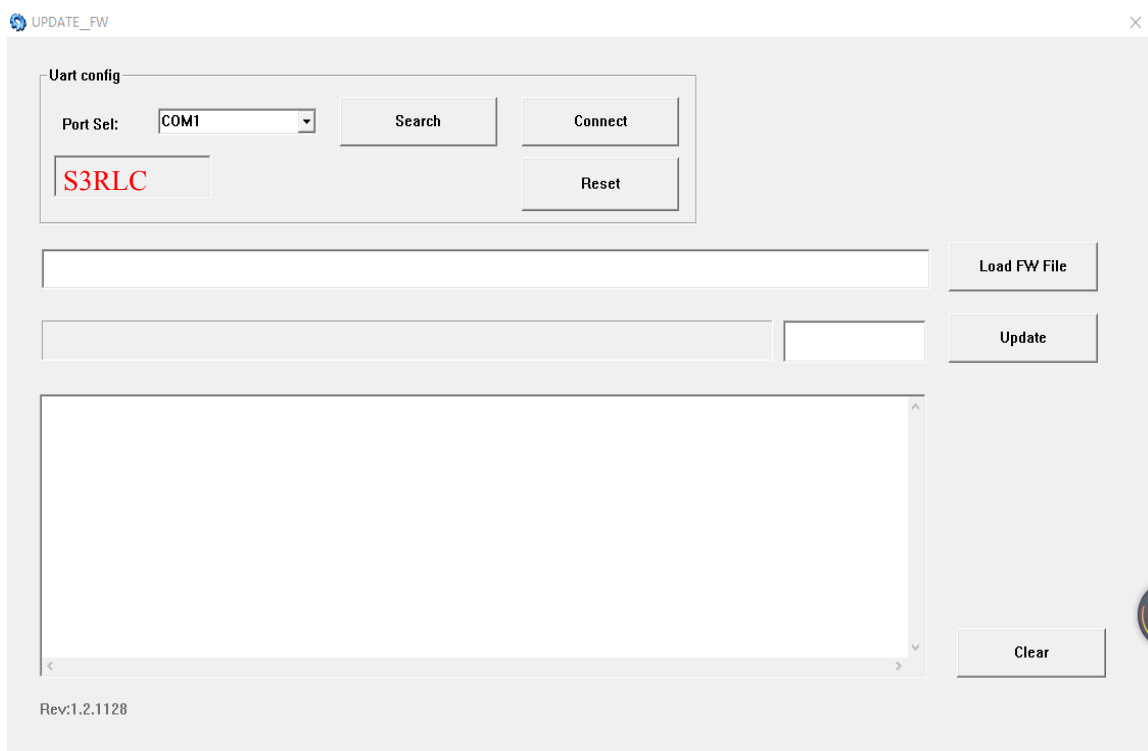 UPDATE_FW
Uart config
Port Sel:
COM1
Search
Connect
S3RLC
Reset
Load FW File
Update
Clear
Rev:1.2.1128